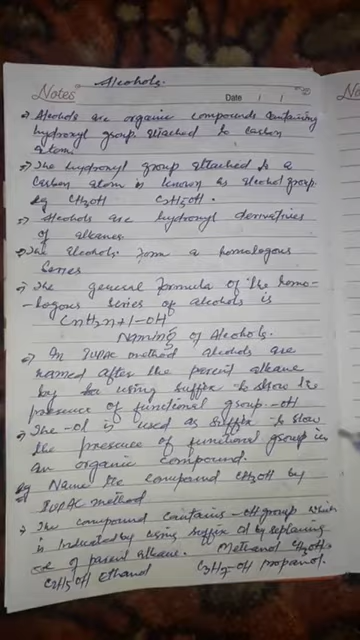 Alcohols.
Notes
Date / /
⇒ Alcohols are organic compounds containing
hydroxyl group attached to carbon
atom
⇒ The hydroxyl group attached to a
carbon atom is known as alcohol group.
eg CH3OH C2H5OH.
⇒ Alcohols are hydroxyl derivatives
of alkanes
⇒ The alcohols form a homologous
series
⇒ The general formula of the homo-
-logous series of alcohols is
CnH2n+1-OH
Naming of Alcohols.
⇒ In IUPAC method alcohols are
named after the parent alkane
by using suffix to show the
presence of functional group -OH
⇒ The -ol is used as suffix to show
the presence of functional group in
an organic compound.
eg Name the compound CH3OH by
IUPAC method
⇒ The compound contains -OH group which
is indicated by using suffix ol by replacing
of parent alkane. Methanol CH3OH.
C2H5OH Ethanol C3H7-OH propanol.
No